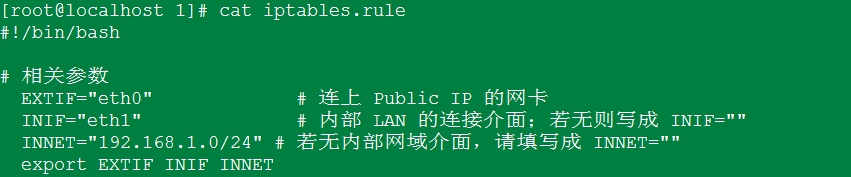 [root@localhost 1]# cat iptables.rule
#!/bin/bash
# 相关参数
EXTIF="eth0" # 连上 Public IP 的网卡
INIF="eth1" # 内部 LAN 的连接介面；若无则写成 INIF=""
INNET="192.168.1.0/24" # 若无内部网域介面，请填写成 INNET=""
export EXTIF INIF INNET